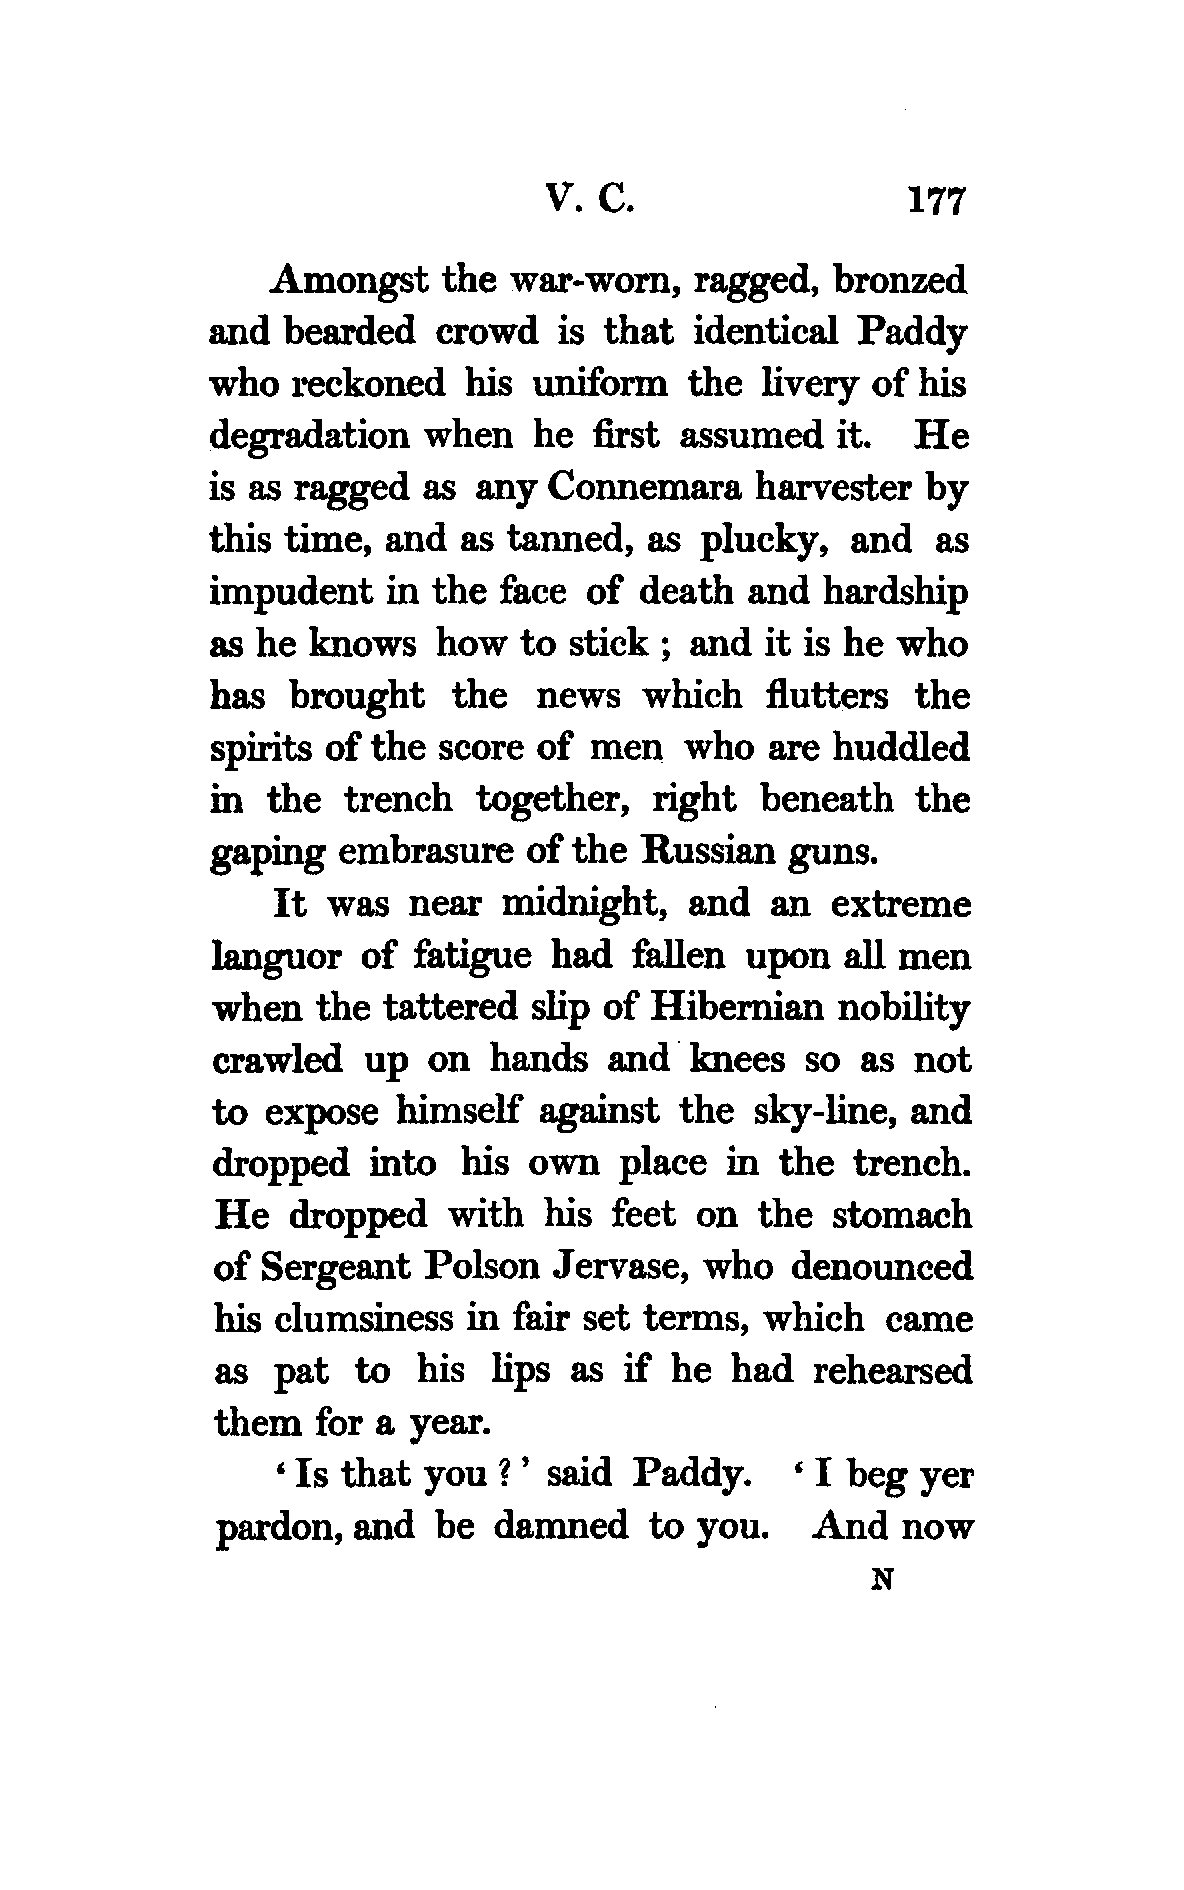 V. C. 177
Amongst the war-worn, ragged, bronzed
and bearded crowd is that identical Paddy
who reckoned his uniform the livery of his
degradation when he first assumed it. He
is as ragged as any Connemara harvester by
this time, and as tanned, as plucky, and as
impudent in the face of death and hardship
as he knows how to stick ; and it is he who
has brought the news which flutters the
spirits of the score of men who are huddled
in the trench together, right beneath the
gaping embrasure of the Russian guns.
It was near midnight, and an extreme
languor of fatigue had fallen upon all men
when the tattered slip of Hibernian nobility
crawled up on hands and knees so as not
to expose himself against the sky-line, and
dropped into his own place in the trench.
He dropped with his feet on the stomach
of Sergeant Polson Jervase, who denounced
his clumsiness in fair set terms, which came
as pat to his lips as if he had rehearsed
them for a year.
‘ Is that you ? ’ said Paddy. ‘ I beg yer
pardon, and be damned to you. And now
N